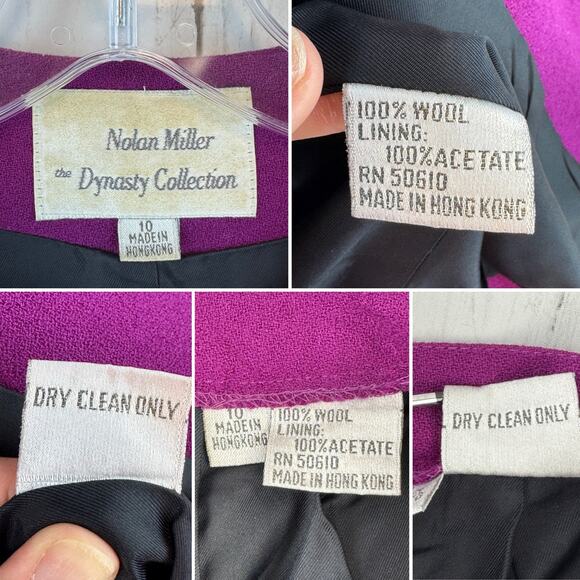 Nolan Miller
the Dynasty Collection
10
MADE IN
HONGKONG
100% WOOL
LINING:
100% ACETATE
RN 50610
MADE IN HONG KONG
DRY CLEAN ONLY
10
MADE IN
HONGKONG
100% WOOL
LINING:
100% ACETATE
RN 50610
MADE IN HONG KONG
DRY CLEAN ONLY